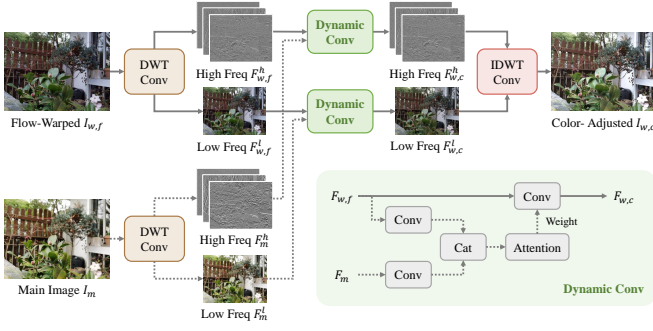 DWT
Conv
High Freq F^h_{w,f}
Dynamic
Conv
High Freq F^h_{w,c}
IDWT
Conv
Flow-Warped I_{w,f}
Low Freq F^l_{w,f}
Dynamic
Conv
Low Freq F^l_{w,c}
Color- Adjusted I_{w,c}
DWT
Conv
High Freq F^h_m
Main Image I_m
Low Freq F^l_m
F_{w,f}
Conv
F_{w,c}
Conv
Weight
Cat
Attention
F_m
Conv
Dynamic Conv